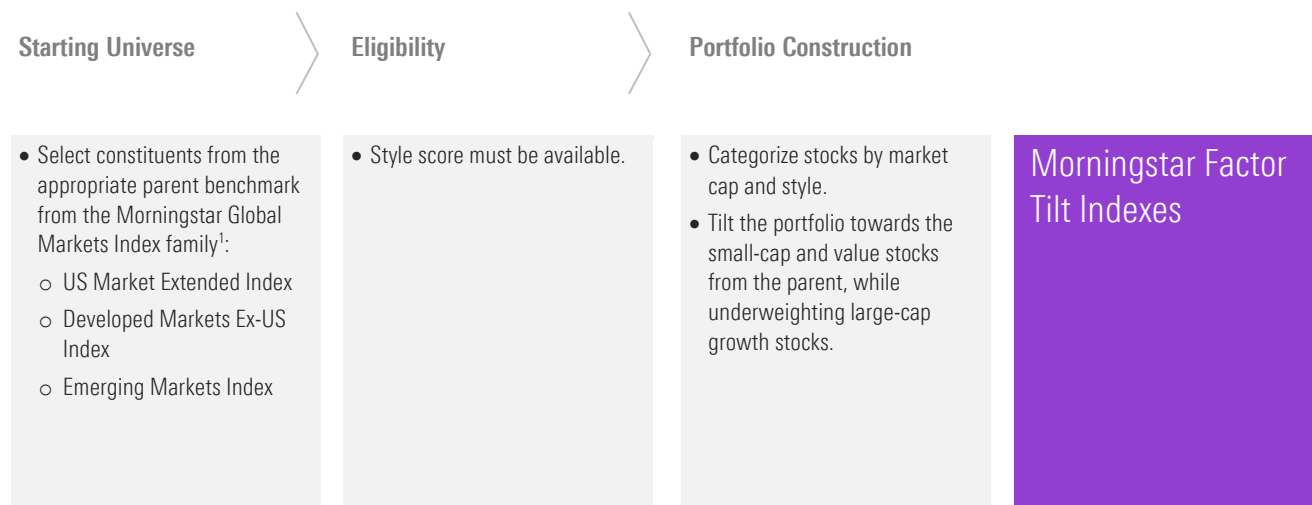 Starting Universe
Eligibility
Portfolio Construction
• Select constituents from the
appropriate parent benchmark
from the Morningstar Global
Markets Index family¹:
o US Market Extended Index
o Developed Markets Ex-US
Index
o Emerging Markets Index
• Style score must be available.
• Categorize stocks by market
cap and style.
• Tilt the portfolio towards the
small-cap and value stocks
from the parent, while
underweighting large-cap
growth stocks.
Morningstar Factor
Tilt Indexes